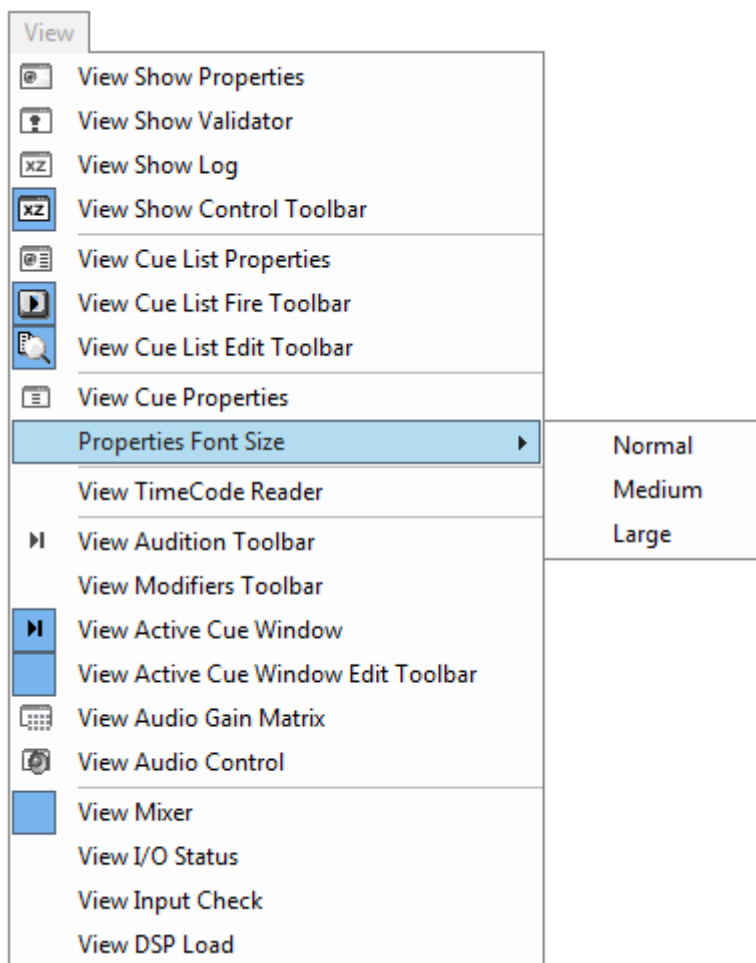 View
View Show Properties
View Show Validator
View Show Log
View Show Control Toolbar
View Cue List Properties
View Cue List Fire Toolbar
View Cue List Edit Toolbar
View Cue Properties
Properties Font Size
Normal
Medium
Large
View TimeCode Reader
View Audition Toolbar
View Modifiers Toolbar
View Active Cue Window
View Active Cue Window Edit Toolbar
View Audio Gain Matrix
View Audio Control
View Mixer
View I/O Status
View Input Check
View DSP Load